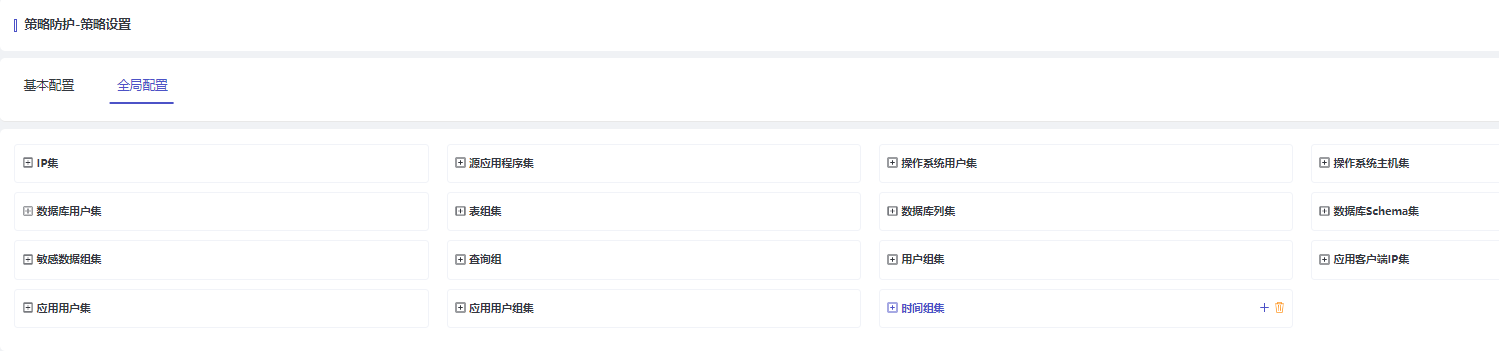 策略防护-策略设置
基本配置 全局配置
IP集 源应用程序集 操作系统用户集 操作系统主机集
数据库用户集 表组集 数据库列集 数据库Schema集
敏感数据组集 查询组 用户组集 应用客户端IP集
应用用户集 应用用户组集 时间组集